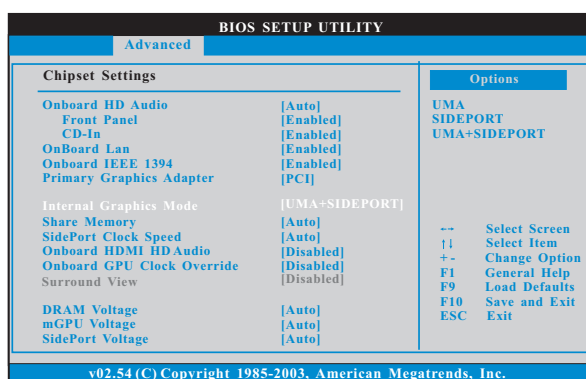 BIOS SETUP UTILITY
Advanced
Chipset Settings
Onboard HD Audio [Auto]
Front Panel [Enabled]
CD-In [Enabled]
OnBoard Lan [Enabled]
Onboard IEEE 1394 [Enabled]
Primary Graphics Adapter [PCI]
Internal Graphics Mode [UMA+SIDEPORT]
Share Memory [Auto]
SidePort Clock Speed [Auto]
Onboard HDMI HD Audio [Disabled]
Onboard GPU Clock Override [Disabled]
Surround View [Disabled]
DRAM Voltage [Auto]
mGPU Voltage [Auto]
SidePort Voltage [Auto]
Options
UMA
SIDEPORT
UMA+SIDEPORT
←→ Select Screen
↑↓ Select Item
+- Change Option
F1 General Help
F9 Load Defaults
F10 Save and Exit
ESC Exit
v02.54 (C) Copyright 1985-2003, American Megatrends, Inc.